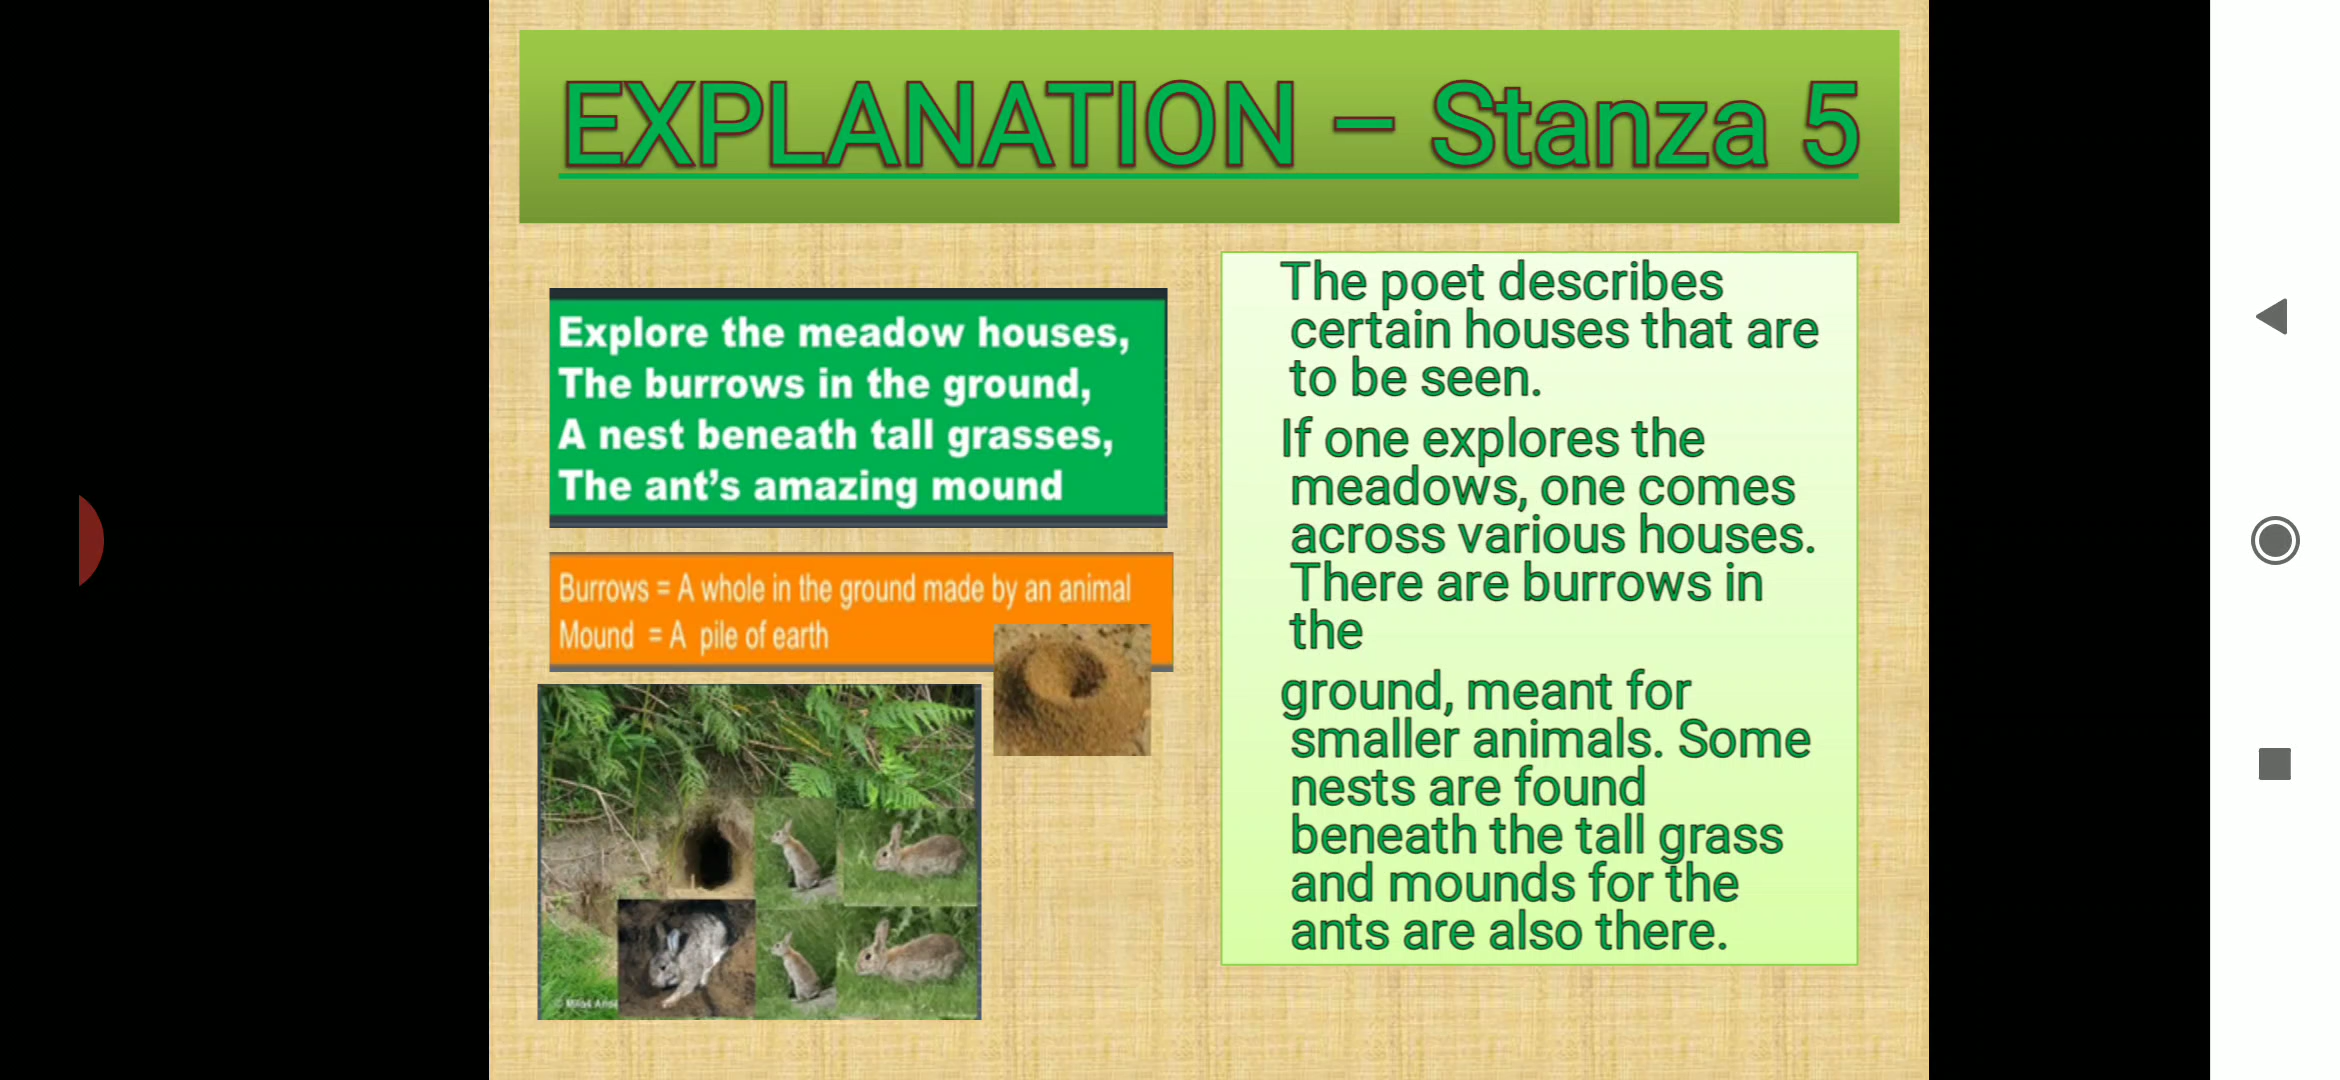 EXPLANATION – Stanza 5
Explore the meadow houses,
The burrows in the ground,
A nest beneath tall grasses,
The ant's amazing mound
Burrows = A whole in the ground made by an animal
Mound = A pile of earth
The poet describes
certain houses that are
to be seen.
If one explores the
meadows, one comes
across various houses.
There are burrows in
the
ground, meant for
smaller animals. Some
nests are found
beneath the tall grass
and mounds for the
ants are also there.